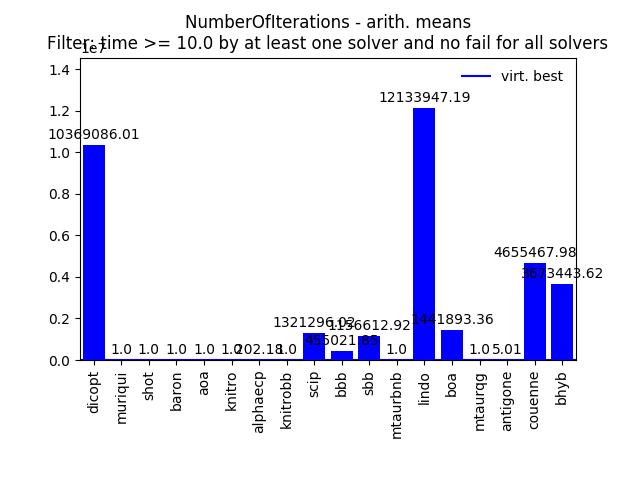 NumberOfIterations - arith. means
Filter: time >= 10.0 by at least one solver and no fail for all solvers
1e7
virt. best
1.4
1.2
1.0
0.8
0.6
0.4
0.2
0.0
10369086.01
1.0
1.0
1.0
1.0
1.0
202.18
1.0
1321296.02
455021.85
1156612.92
1.0
12133947.19
1441893.36
1.0
5.01
4655467.98
3673443.62
dicopt
muriqui
shot
baron
aoa
knitro
alphaecp
knitrobb
scip
bbb
sbb
mtaurbnb
lindo
boa
mtaurqg
antigone
couenne
bhyb